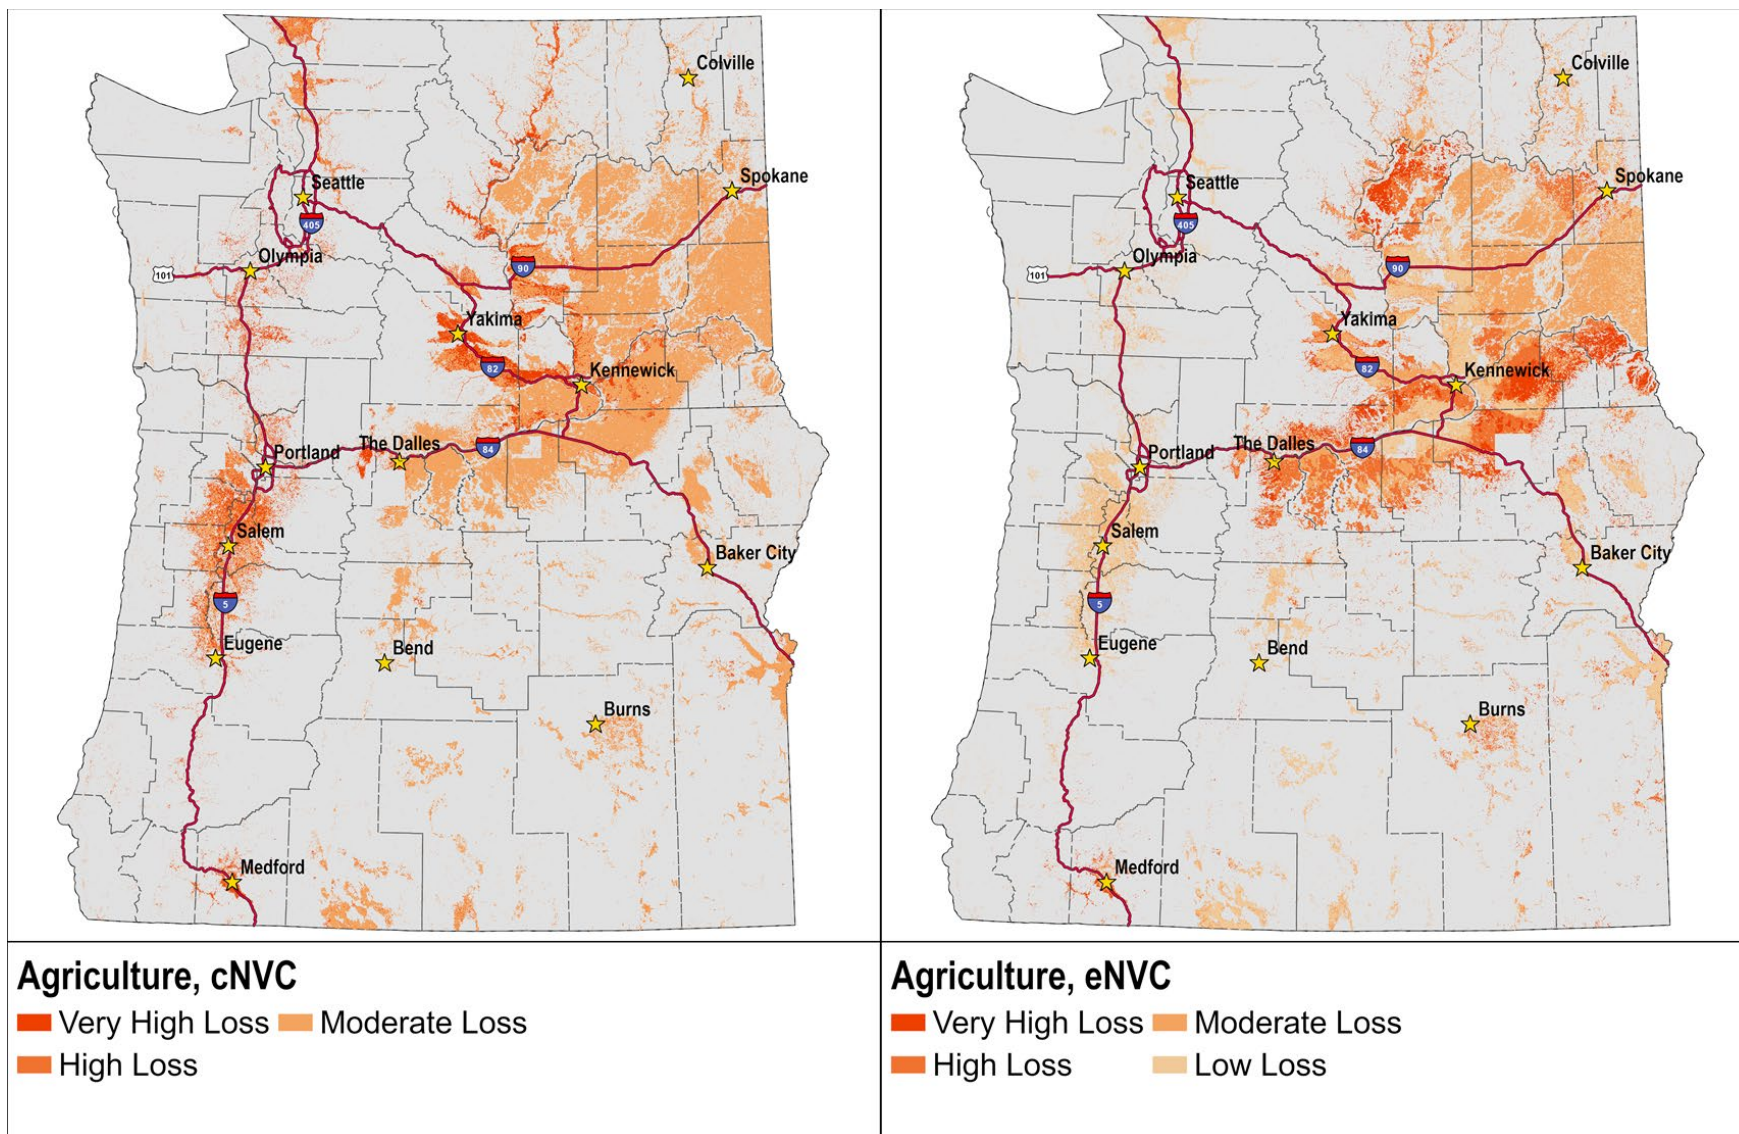 Colville
Spokane
Seattle
405
Olympia
101
90
Yakima
82
Kennewick
The Dalles
84
Portland
Salem
Baker City
5
Eugene
Bend
Burns
Medford
Agriculture, cNVC
Very High Loss Moderate Loss
High Loss
Colville
Spokane
Seattle
405
Olympia
101
90
Yakima
82
Kennewick
The Dalles
84
Portland
Salem
Baker City
5
Eugene
Bend
Burns
Medford
Agriculture, eNVC
Very High Loss Moderate Loss
High Loss Low Loss